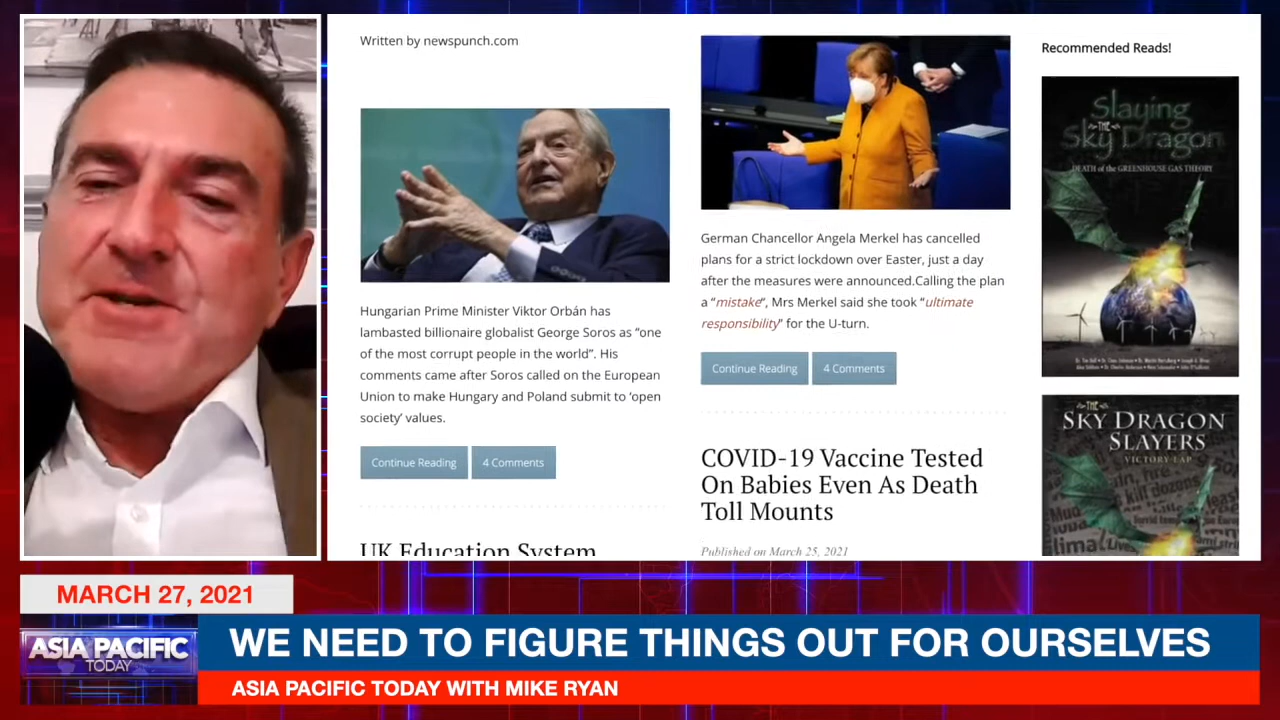 Written by newspunch.com
Hungarian Prime Minister Viktor Orbán has
lambasted billionaire globalist George Soros as “one
of the most corrupt people in the world”. His
comments came after Soros called on the European
Union to make Hungary and Poland submit to ‘open
society’ values.
Continue Reading
4 Comments
UK Education System
German Chancellor Angela Merkel has cancelled
plans for a strict lockdown over Easter, just a day
after the measures were announced.Calling the plan
a “mistake“, Mrs Merkel said she took “ultimate
responsibility” for the U-turn.
Continue Reading
4 Comments
COVID-19 Vaccine Tested
On Babies Even As Death
Toll Mounts
Published on March 25, 2021
Recommended Reads!
Slaying
THE
Sky Dragon
DEATH of the GREENHOUSE GAS THEORY
THE
SKY DRAGON
SLAYERS
VICTORY LAP
MARCH 27, 2021
ASIA PACIFIC
TODAY
WE NEED TO FIGURE THINGS OUT FOR OURSELVES
ASIA PACIFIC TODAY WITH MIKE RYAN